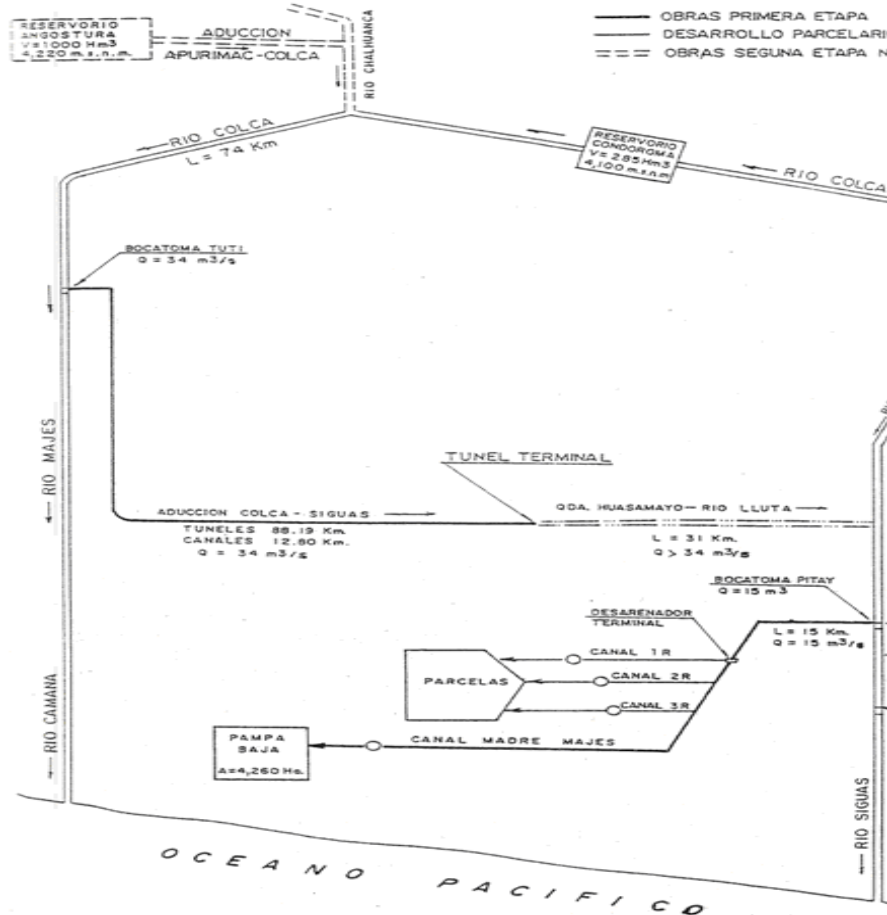 RESERVORIO
ANGOSTURA
V=1000 Hm3
4,220 m.s.n.m.
ADUCCION
APURIMAC-COLCA
RIO CHALHUANCA
OBRAS PRIMERA ETAPA
DESARROLLO PARCELARI
OBRAS SEGUNA ETAPA N
RIO COLCA
L = 74 Km
RESERVORIO
CONDOROMA
V= 285Hm3
4,100 m.s.n.m
RIO COLCA
BOCATOMA TUTI
Q = 34 m³/s
RIO MAJES
TUNEL TERMINAL
ADUCCION COLCA - SIGUAS
TUNELES 88.19 Km.
CANALES 12.80 Km.
Q = 34 m³/s
QDA. HUASAMAYO-RIO LLUTA
L = 31 Km.
Q > 34 m³/s
BOCATOMA PITAY
Q = 15 m³
DESARENADOR
TERMINAL
L = 15 Km.
Q = 15 m³/s
CANAL 1R
PARCELAS
CANAL 2R
CANAL 3R
RIO CAMANA
PAMPA
BAJA
A=4,260 Ha.
CANAL MADRE MAJES
RIO SIGUAS
OCEANO PACIFICO